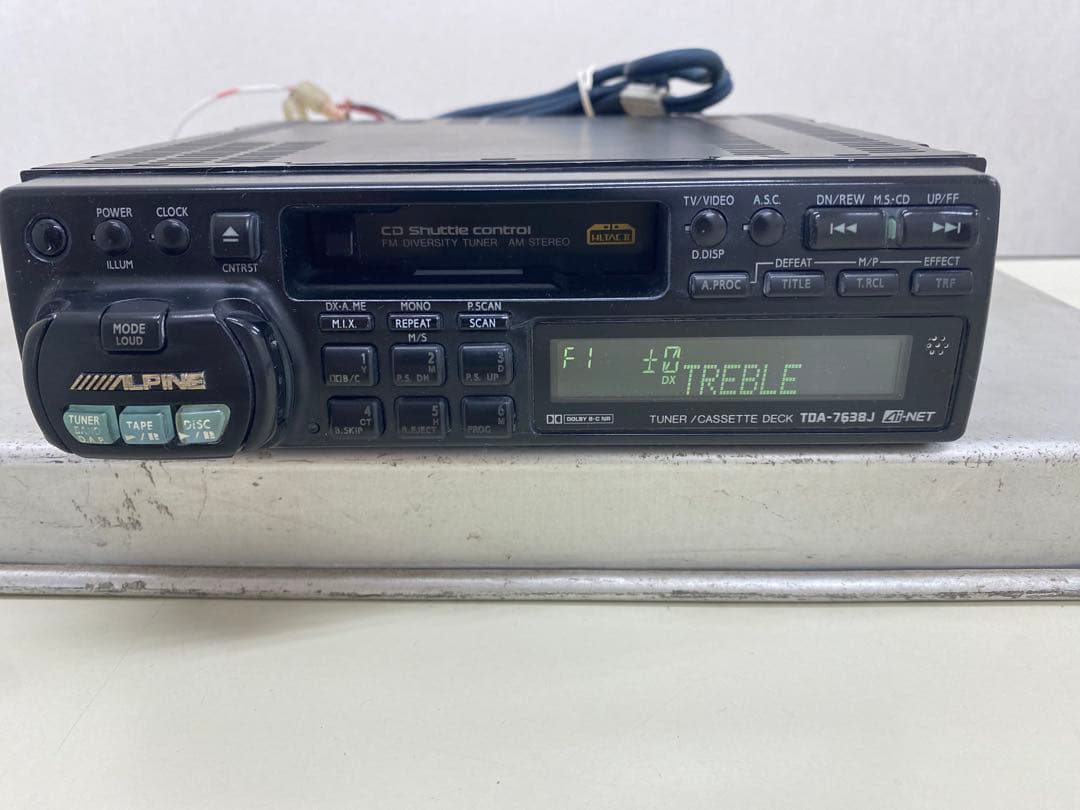 POWER
CLOCK
ILLUM
CNTRST
CD Shuttle control
FM DIVERSITY TUNER AM STEREO
TV/VIDEO
A.S.C.
DN/REW M.S·CD UP/FF
D.DISP
DEFEAT M/P EFFECT
A.PROC
TITLE
T.RCL
TRF
MODE
LOUD
ALPINE
TUNER
TAPE
DISC
DX·A.ME MONO P.SCAN
M.I.X. REPEAT SCAN
M/S
1
B/C
2
M
P.S. DN
3
D
P.S. UP
4
CT
B.SKIP
5
H
B.EJECT
6
M
PROG
F1 ±0
DX
TREBLE
DOLBY B·C NR
TUNER/CASSETTE DECK TDA-7638J Ai-NET